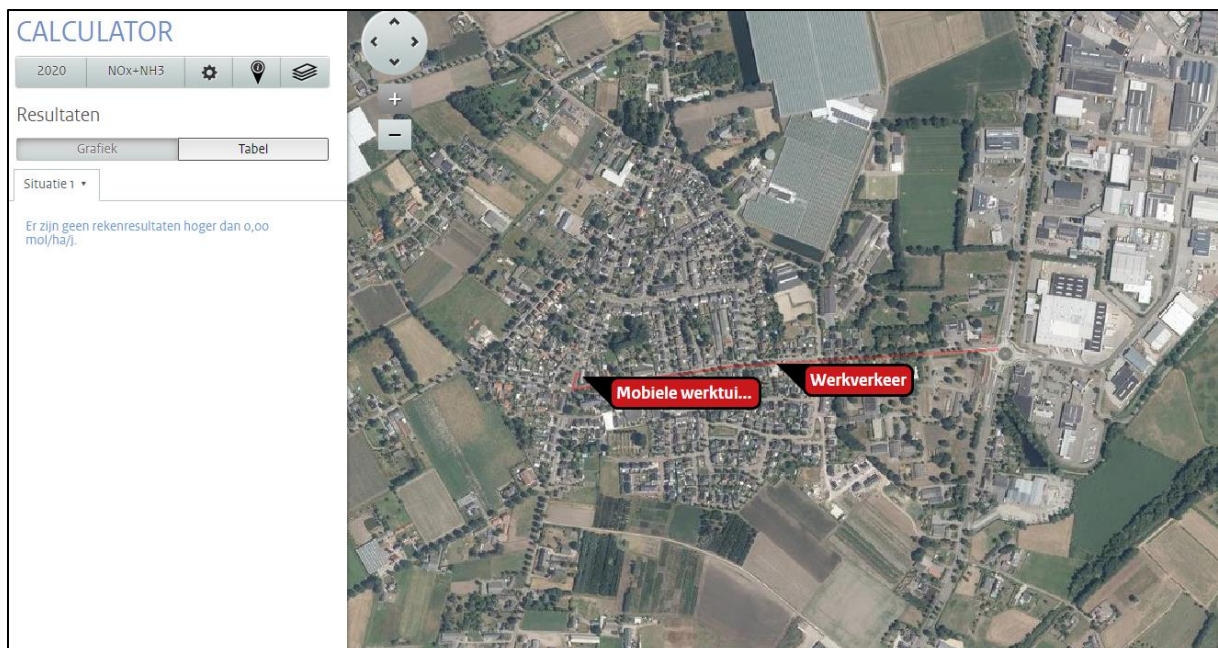 CALCULATOR
2020 NOx+NH3
Resultaten
Grafiek Tabel
Situatie 1
Er zijn geen rekenresultaten hoger dan 0,00
mol/ha/j.
Mobiele werktui...
Werkverkeer